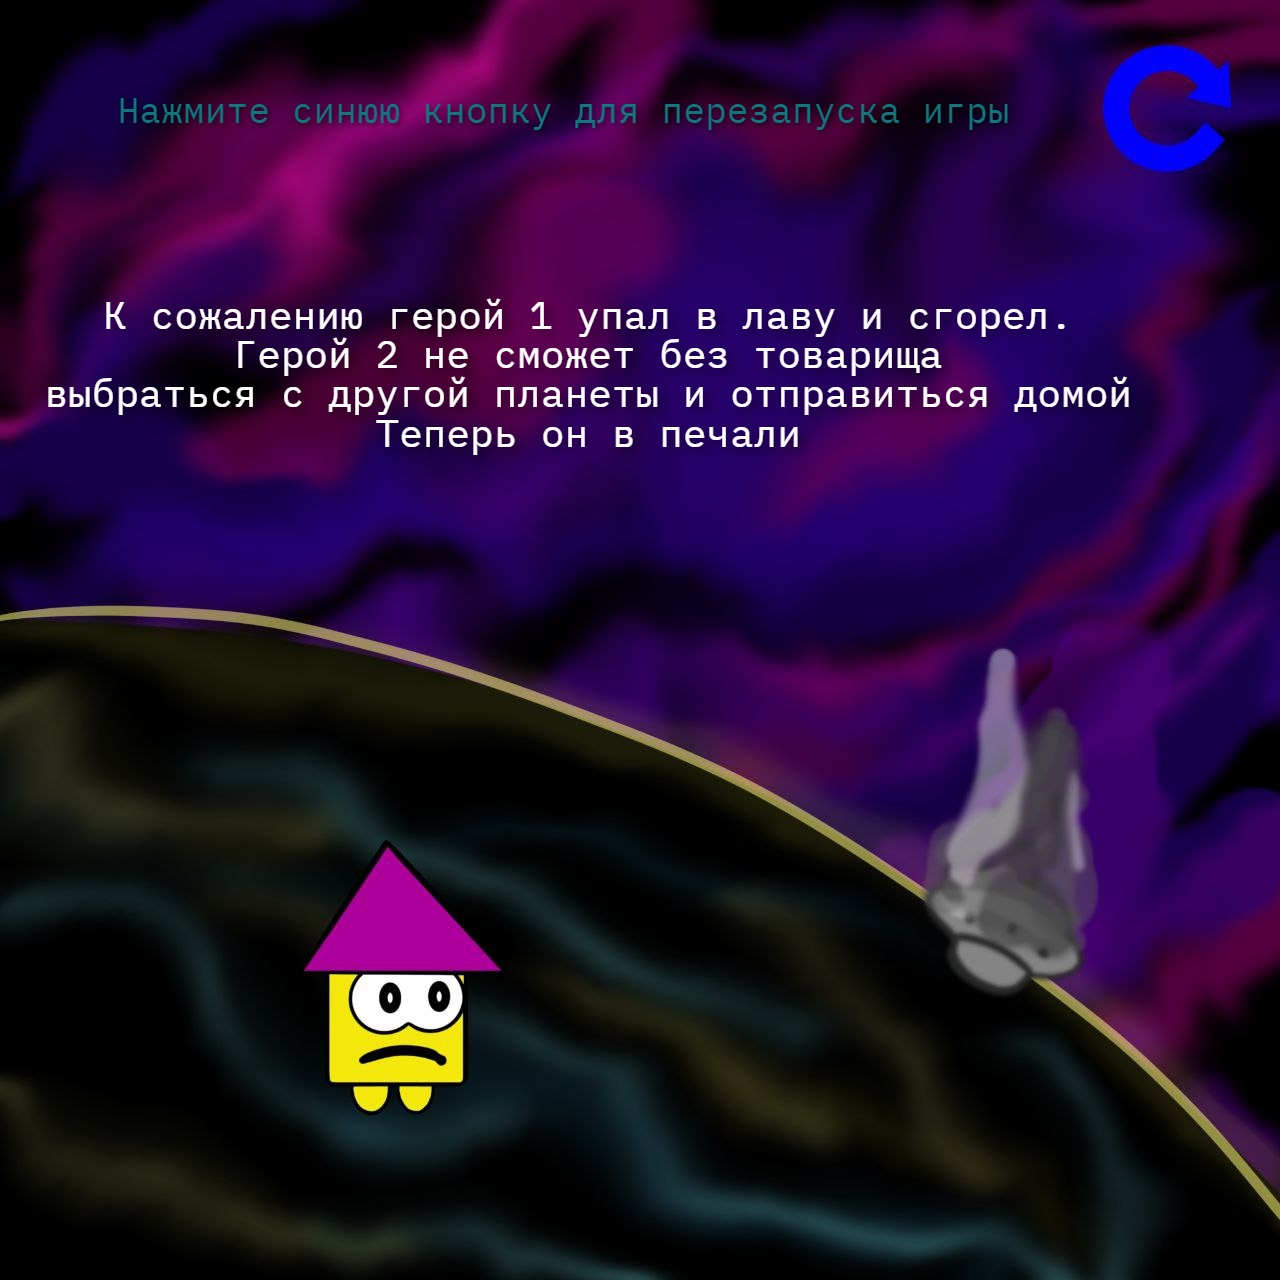 Нажмите синюю кнопку для перезапуска игры
К сожалению герой 1 упал в лаву и сгорел.
Герой 2 не сможет без товарища
выбраться с другой планеты и отправиться домой
Теперь он в печали